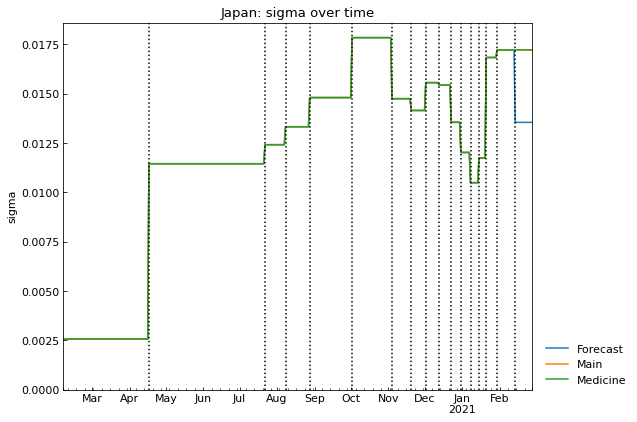 Japan: sigma over time
sigma
0.0175
0.0150
0.0125
0.0100
0.0075
0.0050
0.0025
0.0000
Mar Apr May Jun Jul Aug Sep Oct Nov Dec Jan Feb
2021
Forecast
Main
Medicine